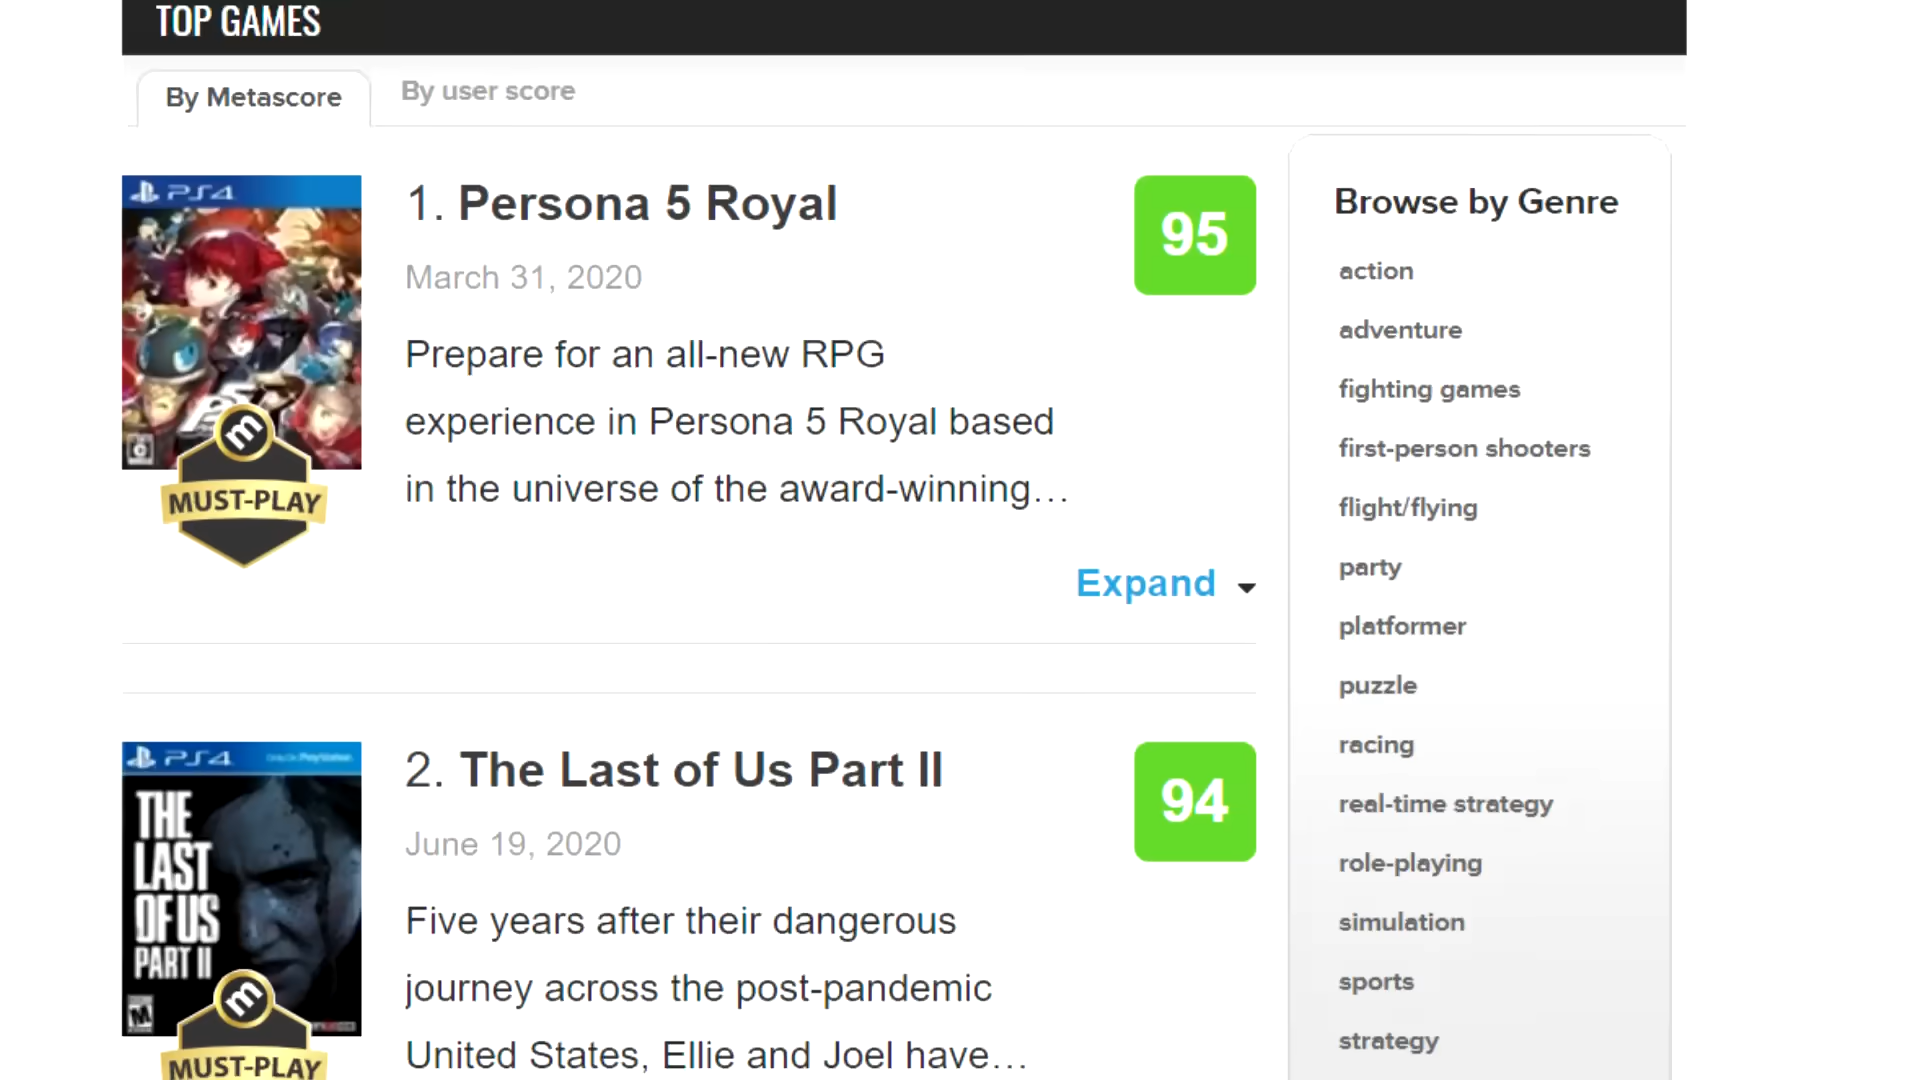 TOP GAMES
By Metascore
By user score
PS4
1. Persona 5 Royal
95
March 31, 2020
Prepare for an all-new RPG
experience in Persona 5 Royal based
in the universe of the award-winning…
m
MUST-PLAY
Expand
PS4
THE
LAST
OF US
PART II
M
2. The Last of Us Part II
94
June 19, 2020
Five years after their dangerous
journey across the post-pandemic
United States, Ellie and Joel have…
m
MUST-PLAY
Browse by Genre
action
adventure
fighting games
first-person shooters
flight/flying
party
platformer
puzzle
racing
real-time strategy
role-playing
simulation
sports
strategy